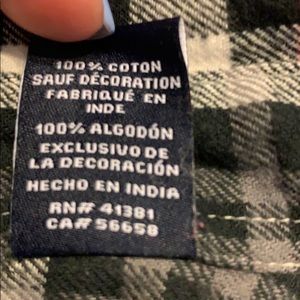 100% COTON
SAUF DÉCORATION
FABRIQUÉ EN
INDE
100% ALGODÓN
EXCLUSIVO DE
LA DECORACIÓN
HECHO EN INDIA
RN# 41381
CA# 56658